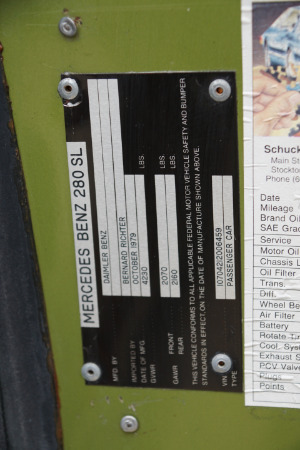 MERCEDES BENZ 280 SL
MFD. BY DAIMLER BENZ
IMPORTED BY BERNARD RICHTER
DATE OF MFG OCTOBER 1979
GVWR 4230 LBS.
GAWR FRONT 2070 LBS.
REAR 2160 LBS.
THIS VEHICLE CONFORMS TO ALL APPLICABLE FEDERAL MOTOR VEHICLE SAFETY AND BUMPER
STANDARDS IN EFFECT, ON THE DATE OF MANUFACTURE SHOWN ABOVE.
VIN 10704222006459
TYPE PASSENGER CAR
Schuck
Main St
Stockto
Phone (6
Date
Mileage
Brand Oil
SAE Grad
Service
Motor Oil
Chassis L
Oil Filter
Trans.
Diff.
Wheel Be
Air Filter
Battery
Rotate Tir
Cool. Sys
Exhaust S
PCV Valv
Plugs
Points